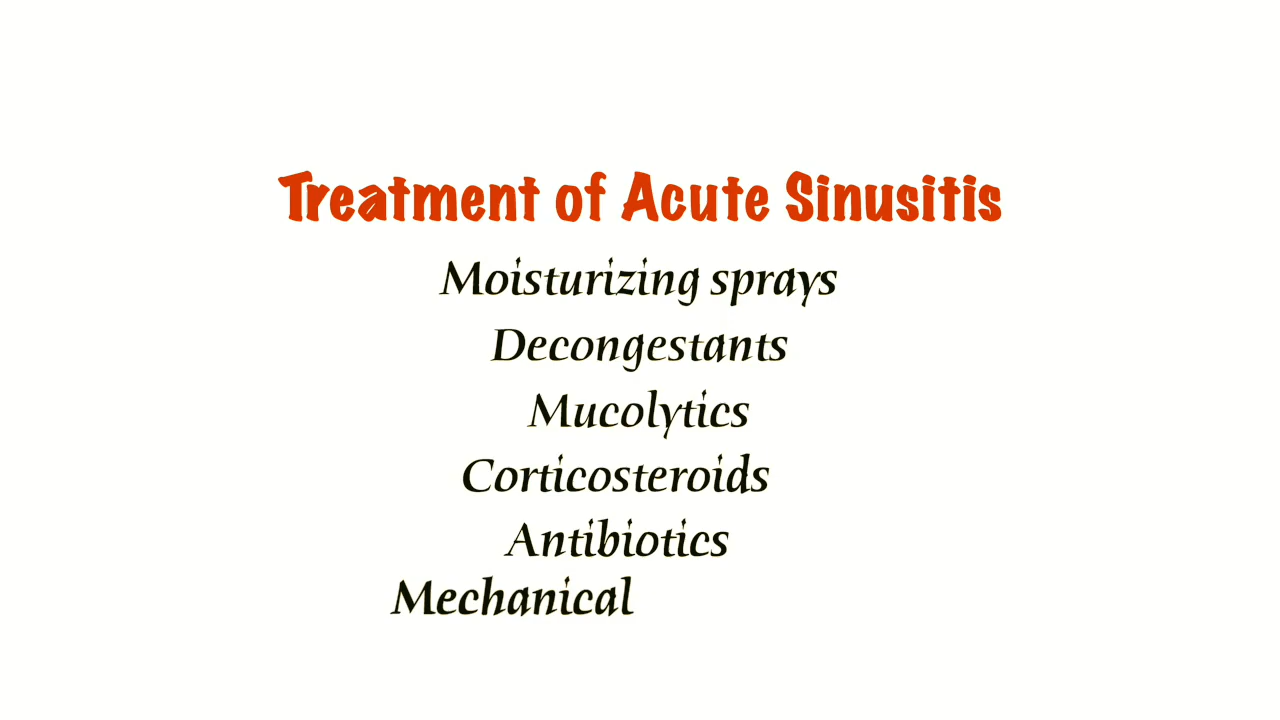 Treatment of Acute Sinusitis
Moisturizing sprays
Decongestants
Mucolytics
Corticosteroids
Antibiotics
Mechanical